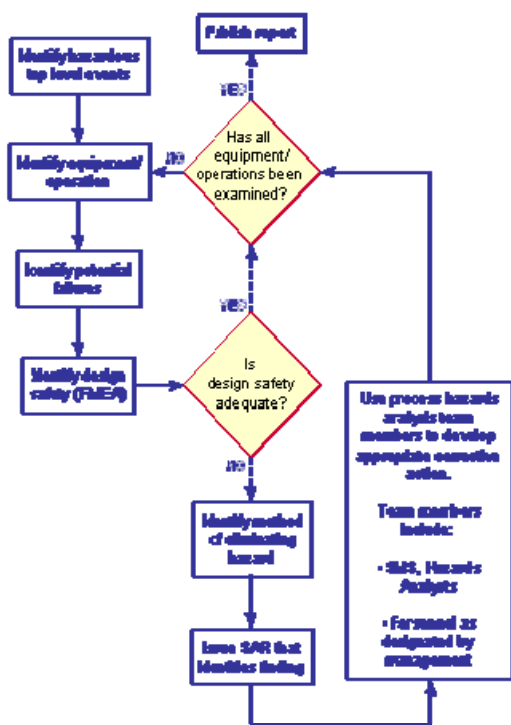 Publish report
Identify hazardous
top level events
YES
Has all
equipment/
operations been
examined?
NO
Identify equipment/
operation
Identify potential
failures
YES
Identify design
safety (FMEA)
Is
design safety
adequate?
NO
Identify method
of eliminating
hazard
Issue SAR that
identifies finding
Use process hazards
analysis team
members to develop
appropriate corrective
action.
Team members
include:
• SMS, Hazards
Analysts
• Personnel as
designated by
management